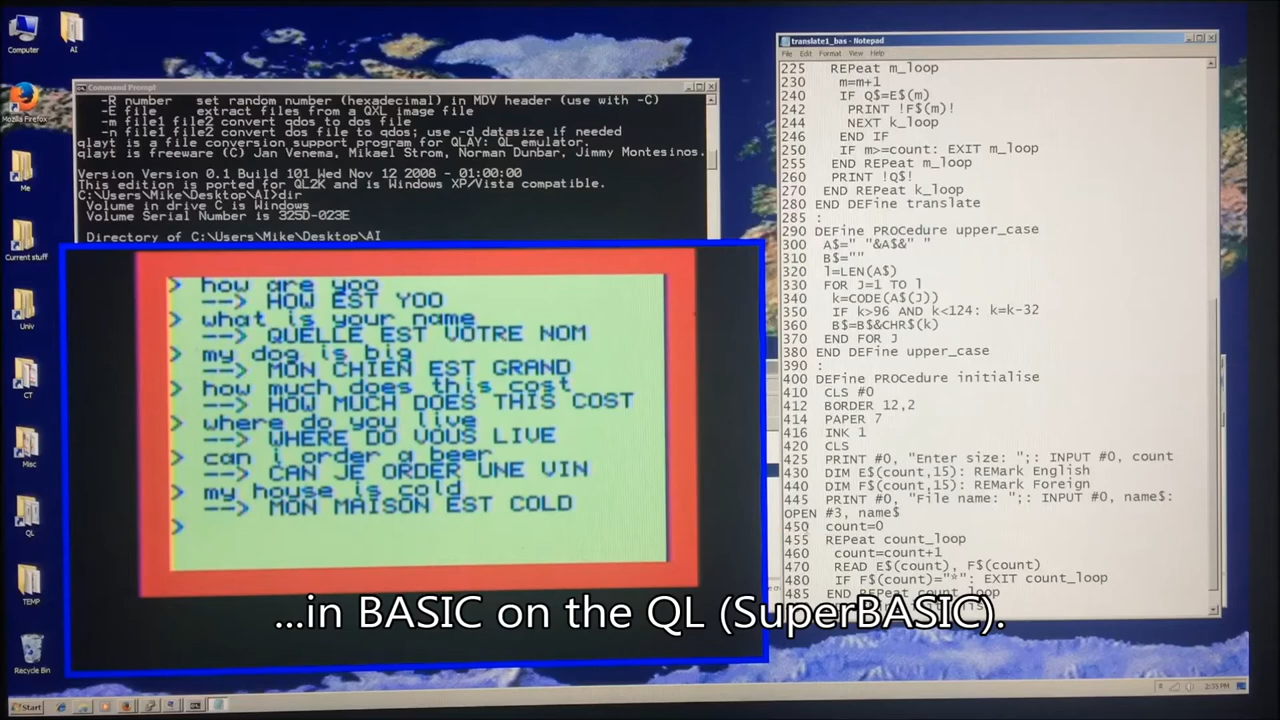 Computer
AI
Mozilla Firefox
Me
Current stuff
Univ
CT
Misc
QL
TEMP
Recycle Bin
Command Prompt
-R number   set random number (hexadecimal) in MDV header (use with -C)
-E file     extract files from a QXL image file
-m file1 file2 convert qdos to dos file
-n file1 file2 convert dos file to qdos; use -d datasize if needed
qlayt is a file conversion support program for QLAY: QL emulator.
qlayt is freeware (C) Jan Venema, Mikael Strom, Norman Dunbar, Jimmy Montesinos.
Version Version 0.1 Build 101 Wed Nov 12 2008 - 01:00:00
This edition is ported for QL2K and is Windows XP/Vista compatible.
C:\Users\Mike\Desktop\AI>dir
Volume in drive C is Windows
Volume Serial Number is 325D-023E
Directory of C:\Users\Mike\Desktop\AI
> how are yoo
--> HOW EST YOO
> what is your name
--> QUELLE EST VOTRE NOM
> my dog is big
--> MON CHIEN EST GRAND
> how much does this cost
--> HOW MUCH DOES THIS COST
> where do you live
--> WHERE DO VOUS LIVE
> can i order a beer
--> CAN JE ORDER UNE VIN
> my house is cold
--> MON MAISON EST COLD
>
translate1_bas - Notepad
File Edit Format View Help
225   REPeat m_loop
230    m=m+1
240    IF Q$=E$(m)
242     PRINT !F$(m)!
244     NEXT k_loop
246    END IF
250    IF m>=count: EXIT m_loop
255   END REPeat m_loop
260   PRINT !Q$!
270  END REPeat k_loop
280 END DEFine translate
285 :
290 DEFine PROCedure upper_case
300  A$=" "&A$&" "
310  B$=""
320  l=LEN(A$)
330  FOR J=1 TO l
340   k=CODE(A$(J))
350   IF k>96 AND k<124: k=k-32
360   B$=B$&CHR$(k)
370  END FOR J
380 END DEFine upper_case
390 :
400 DEFine PROCedure initialise
410  CLS #0
412  BORDER 12,2
414  PAPER 7
416  INK 1
420  CLS
425  PRINT #0, "Enter size: ";: INPUT #0, count
430  DIM E$(count,15): REMark English
440  DIM F$(count,15): REMark Foreign
445  PRINT #0, "File name: ";: INPUT #0, name$:
OPEN #3, name$
450  count=0
455  REPeat count_loop
460   count=count+1
470   READ E$(count), F$(count)
480   IF F$(count)="*": EXIT count_loop
485  END REPeat count_loop
...in BASIC on the QL (SuperBASIC).
Start
2:35 PM